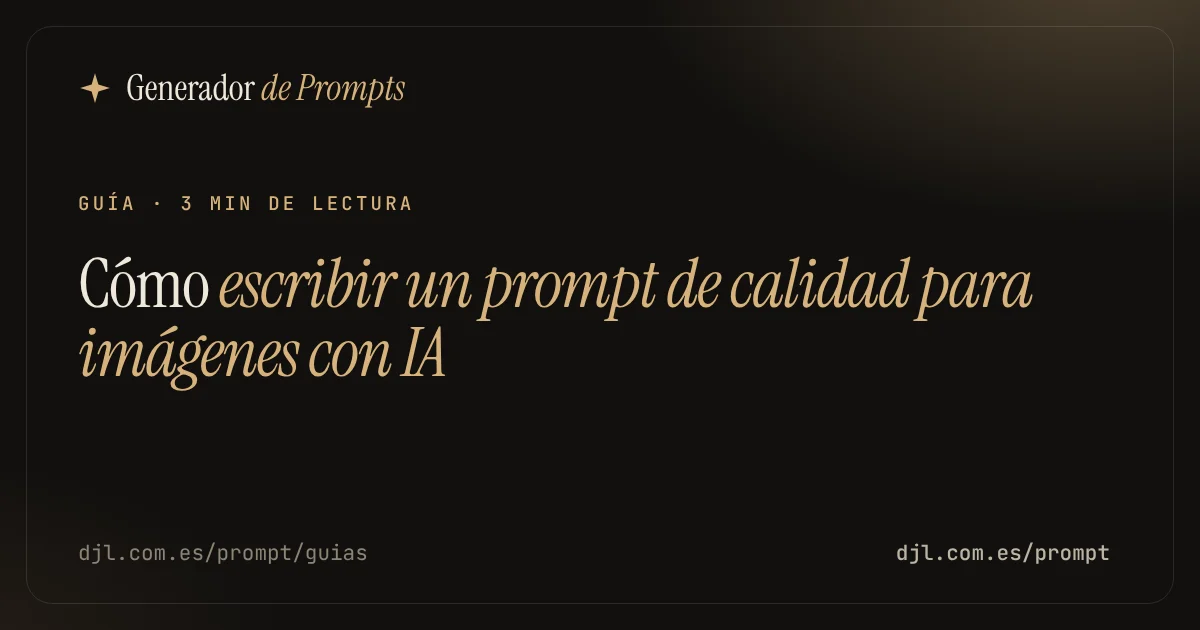 Generador de Prompts
GUÍA · 3 MIN DE LECTURA
Cómo escribir un prompt de calidad para
imágenes con IA
djl.com.es/prompt/guias
djl.com.es/prompt